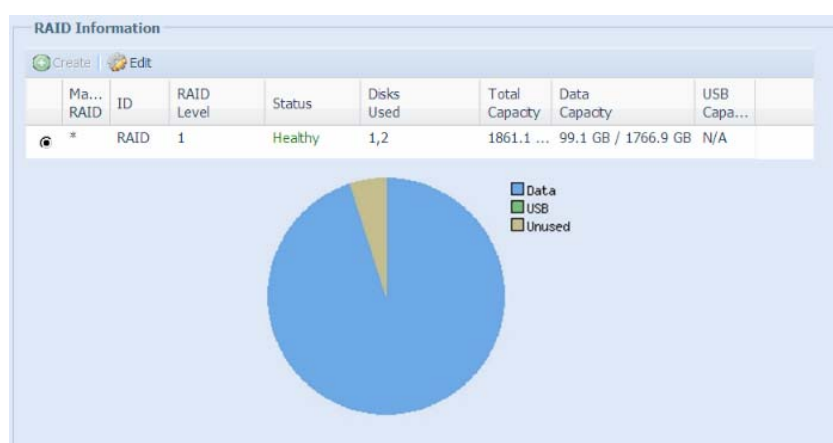 RAID Information
Create | Edit
Ma... RAID ID RAID Level Status Disks Used Total Capacity Data Capacity USB Capa...
* RAID 1 Healthy 1,2 1861.1 ... 99.1 GB / 1766.9 GB N/A
Data
USB
Unused